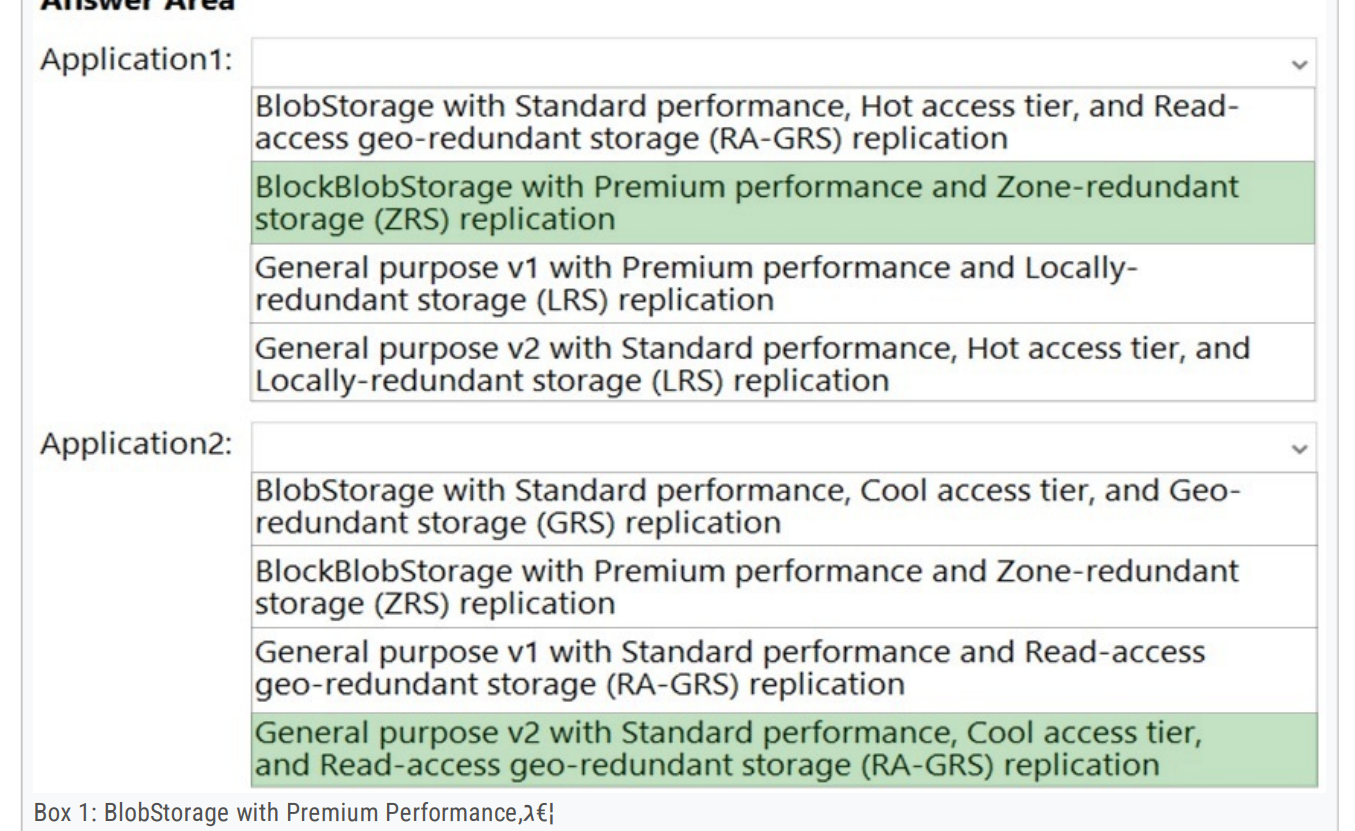 Answer Area
Application1:
BlobStorage with Standard performance, Hot access tier, and Read-
access geo-redundant storage (RA-GRS) replication
BlockBlobStorage with Premium performance and Zone-redundant
storage (ZRS) replication
General purpose v1 with Premium performance and Locally-
redundant storage (LRS) replication
General purpose v2 with Standard performance, Hot access tier, and
Locally-redundant storage (LRS) replication
Application2:
BlobStorage with Standard performance, Cool access tier, and Geo-
redundant storage (GRS) replication
BlockBlobStorage with Premium performance and Zone-redundant
storage (ZRS) replication
General purpose v1 with Standard performance and Read-access
geo-redundant storage (RA-GRS) replication
General purpose v2 with Standard performance, Cool access tier,
and Read-access geo-redundant storage (RA-GRS) replication
Box 1: BlobStorage with Premium Performance,ג€¦